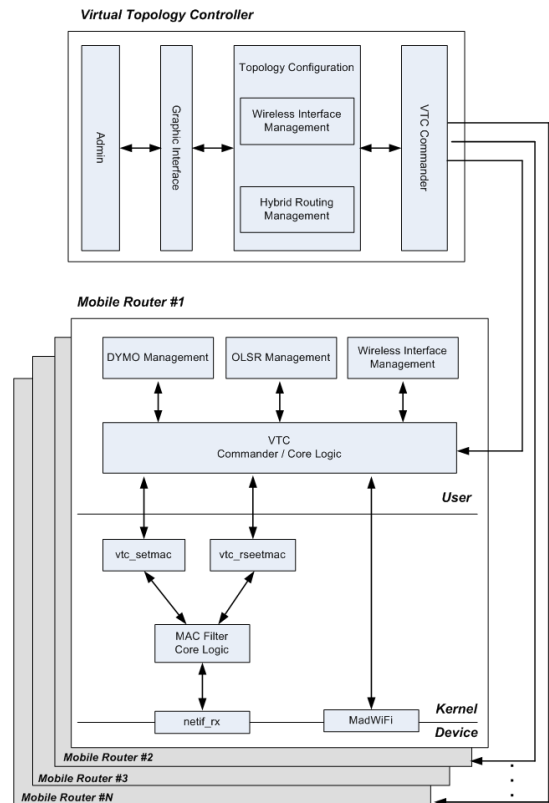 Virtual Topology Controller
Admin
Graphic Interface
Topology Configuration
Wireless Interface
Management
Hybrid Routing
Management
VTC Commander
Mobile Router #1
DYMO Management
OLSR Management
Wireless Interface
Management
VTC
Commander / Core Logic
User
vtc_setmac
vtc_rseetmac
MAC Filter
Core Logic
Kernel
netif_rx
MadWiFi
Device
Mobile Router #2
Mobile Router #3
Mobile Router #N